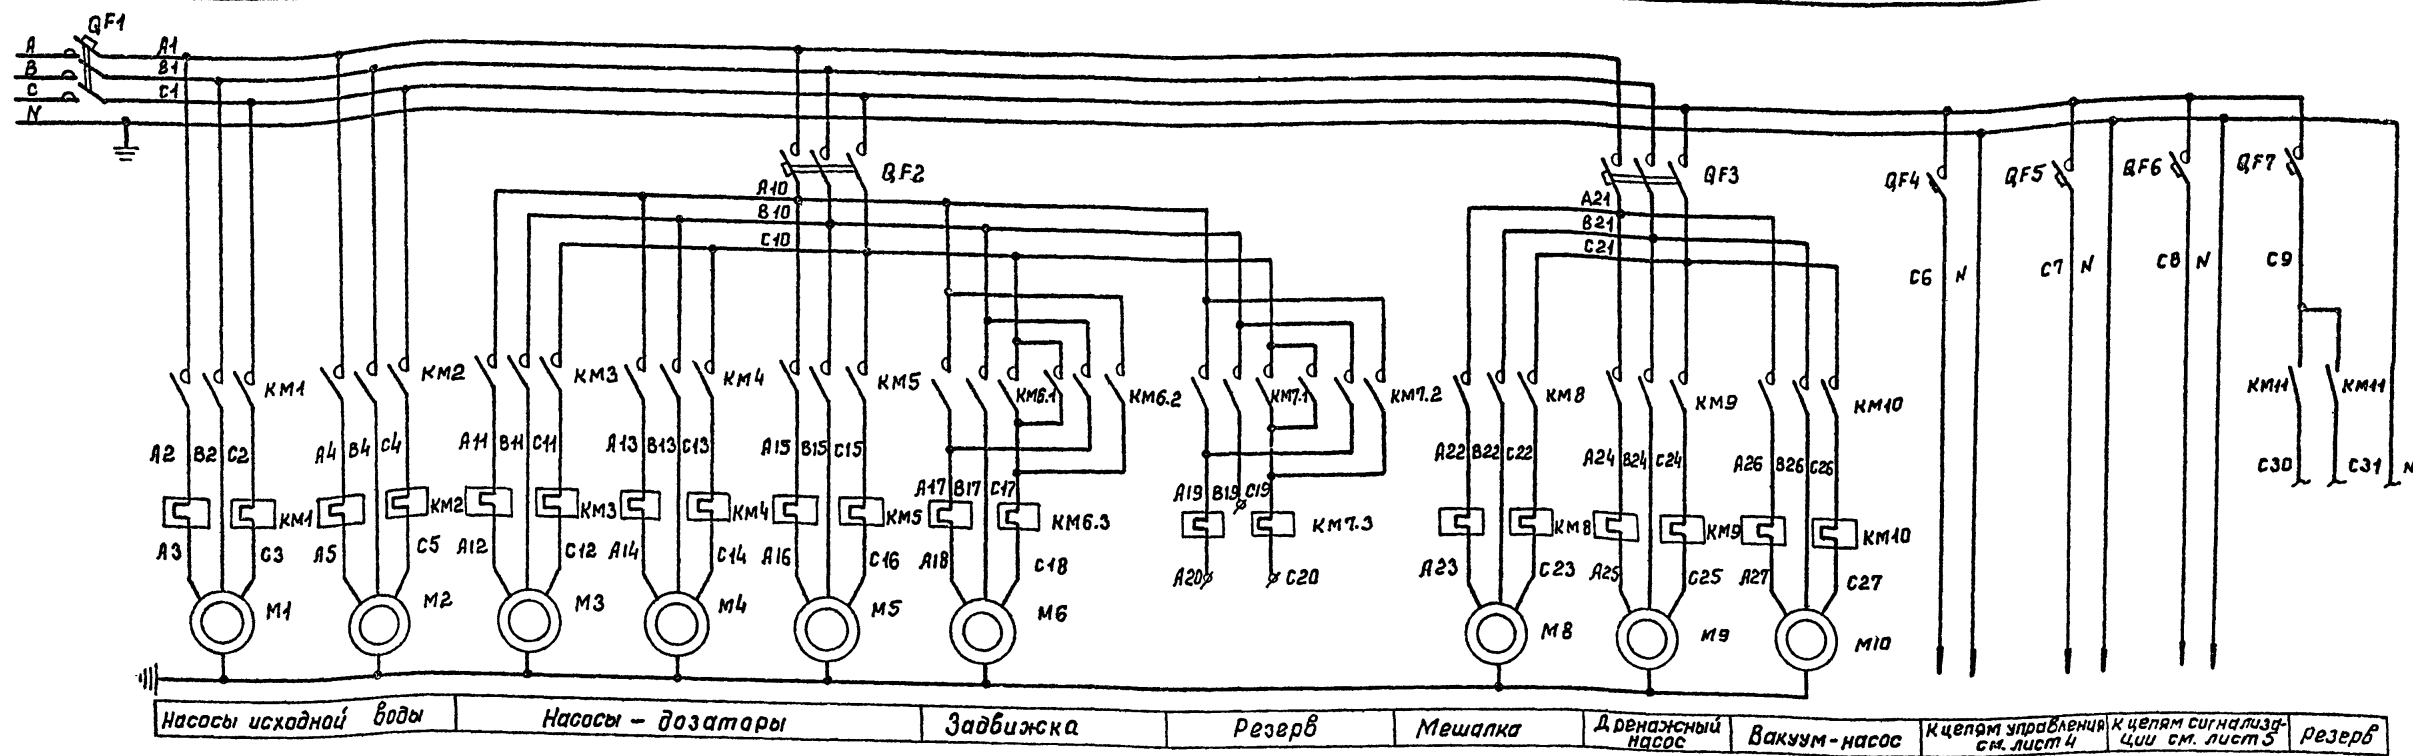 QF1
A A1
B B1
C C1
N
QF2
QF3
QF4
QF5
QF6
QF7
A10
B10
C10
A21
B21
C21
C6 N
C7 N
C8 N
C9
KM1
KM2
KM3
KM4
KM5
KM6.1
KM6.2
KM7.1
KM7.2
KM8
KM9
KM10
KM11
KM11
A2 B2 C2
A4 B4 C4
A11 B11 C11
A13 B13 C13
A15 B15 C15
A17 B17 C17
A19 B19 C19
A22 B22 C22
A24 B24 C24
A26 B26 C26
C30 C31 N
KM1
KM2
KM3
KM4
KM5
KM6.3
KM7.3
KM8
KM9
KM10
A3 C3
A5 C5
A12 C12
A14 C14
A16 C16
A18 C18
A20 C20
A23 C23
A25 C25
A27 C27
M1
M2
M3
M4
M5
M6
M8
M9
M10
Насосы исходной воды
Насосы - дозаторы
Задвижка
Резерв
Мешалка
Дренажный
насос
Вакуум-насос
К цепям управления
см. лист 4
К цепям сигнализа-
ции см. лист 5
Резерв